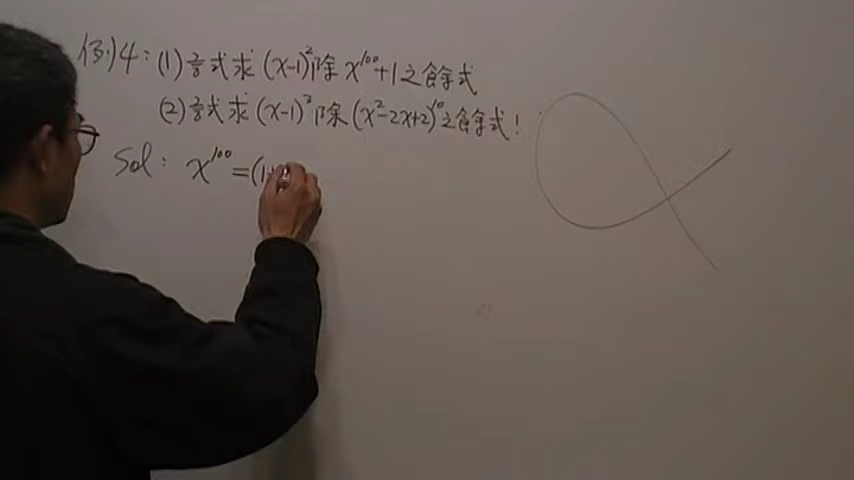 例4:(1)試求(x-1)²除x¹⁰⁰+1之餘式
(2)試求(x-1)³除(x²-2x+2)¹⁰之餘式!
Sol: x¹⁰⁰=(1+